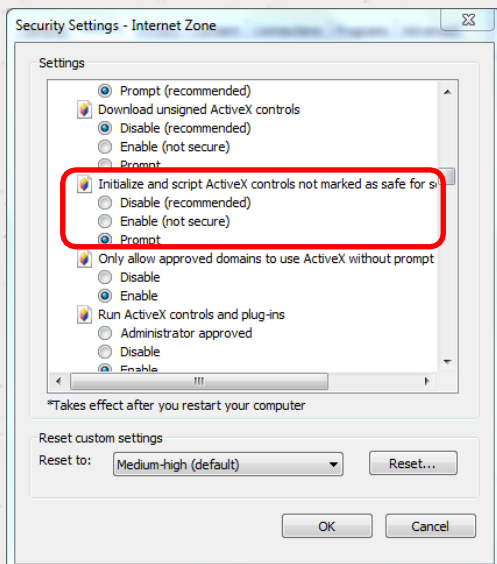 Security Settings - Internet Zone
Settings
Prompt (recommended)
Download unsigned ActiveX controls
Disable (recommended)
Enable (not secure)
Prompt
Initialize and script ActiveX controls not marked as safe for s
Disable (recommended)
Enable (not secure)
Prompt
Only allow approved domains to use ActiveX without prompt
Disable
Enable
Run ActiveX controls and plug-ins
Administrator approved
Disable
Enable
*Takes effect after you restart your computer
Reset custom settings
Reset to:
Medium-high (default)
Reset...
OK
Cancel